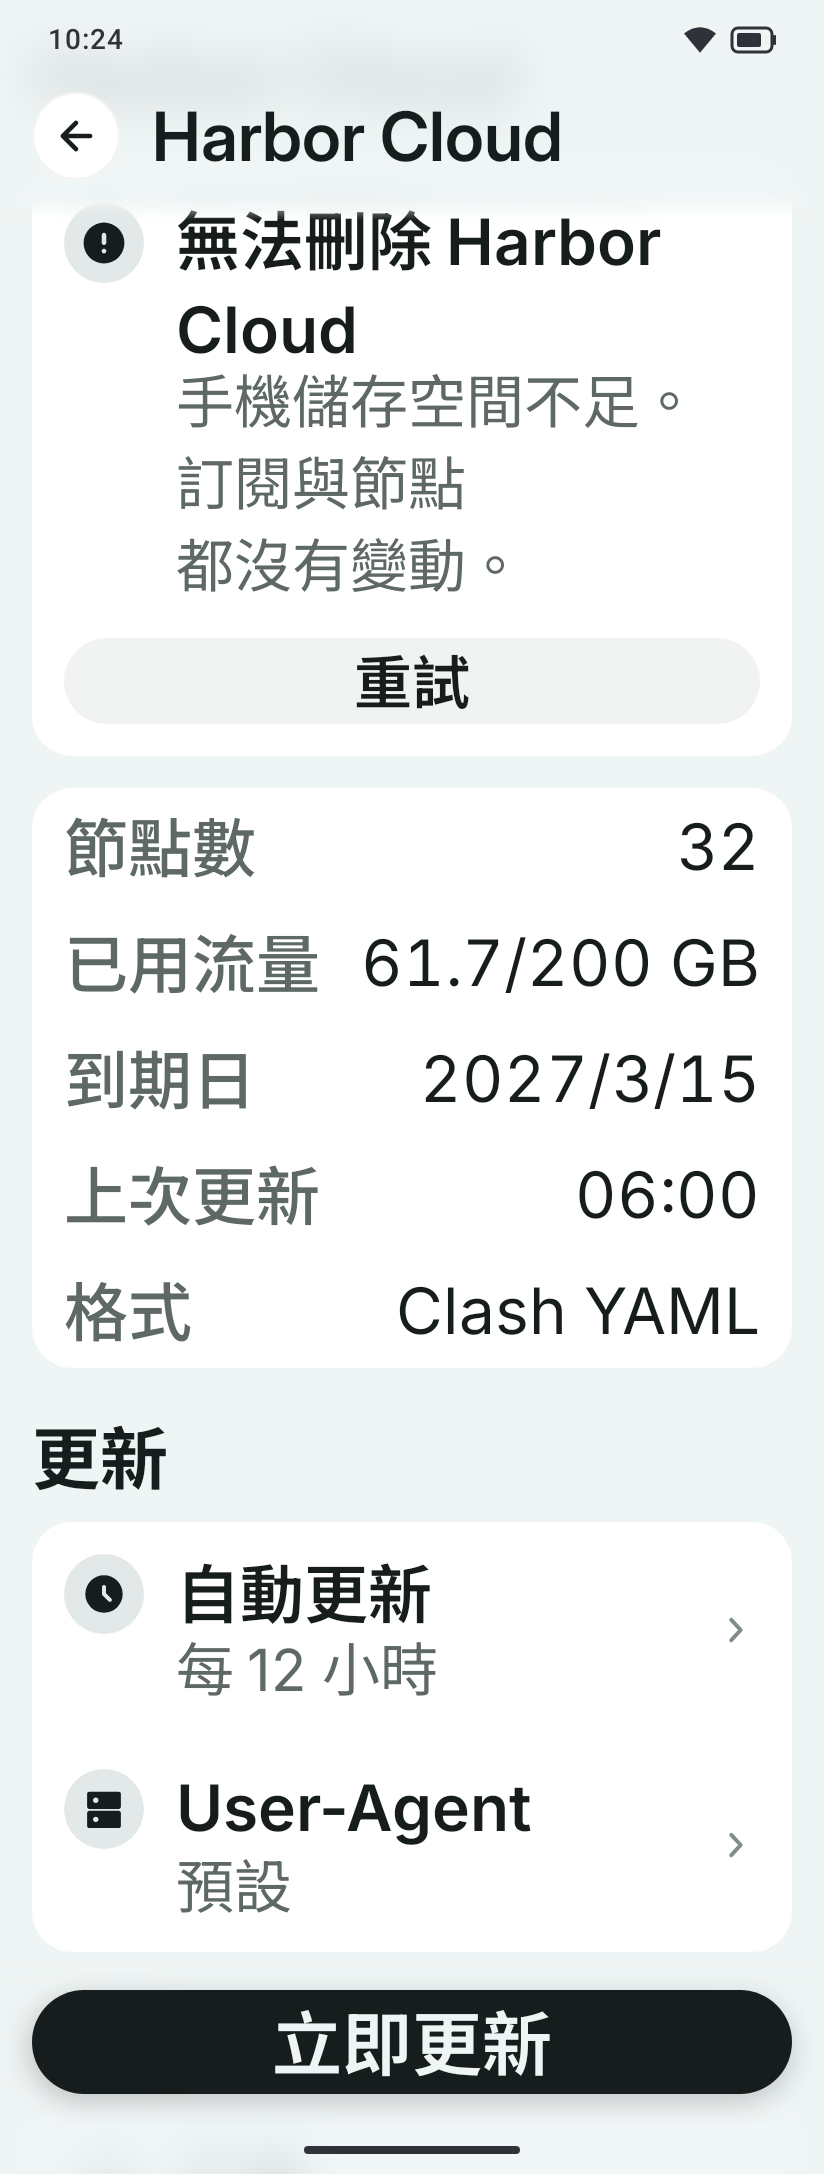 10:24
Harbor Cloud
無法刪除 Harbor
Cloud
手機儲存空間不足。
訂閱與節點
都沒有變動。
重試
節點數 32
已用流量 61.7/200 GB
到期日 2027/3/15
上次更新 06:00
格式 Clash YAML
更新
自動更新
每 12 小時
User-Agent
預設
立即更新